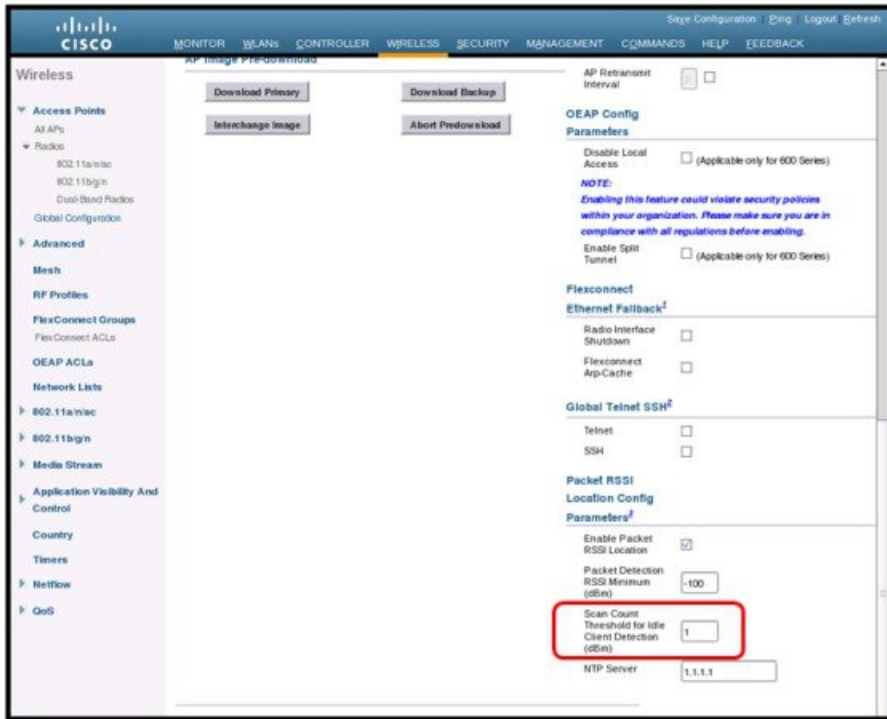 Save Configuration | Ping | Logout | Refresh
CISCO
MONITOR WLANs CONTROLLER WIRELESS SECURITY MANAGEMENT COMMANDS HELP FEEDBACK
Wireless
Access Points
All APs
Radios
802.11a/n/ac
802.11b/g/n
Dual-Band Radios
Global Configuration
Advanced
Mesh
RF Profiles
FlexConnect Groups
FlexConnect ACLs
OEAP ACLs
Network Lists
802.11a/n/ac
802.11b/g/n
Media Stream
Application Visibility And
Control
Country
Timers
Netflow
QoS
AP Image Pre-download
Download Primary
Download Backup
Interchange Image
Abort Predownload
AP Retransmit
Interval
OEAP Config
Parameters
Disable Local
Access
(Applicable only for 600 Series)
NOTE:
Enabling this feature could violate security policies
within your organization. Please make sure you are in
compliance with all regulations before enabling.
Enable Split
Tunnel
(Applicable only for 600 Series)
Flexconnect
Ethernet Fallback1
Radio Interface
Shutdown
Flexconnect
Arp-Cache
Global Telnet SSH2
Telnet
SSH
Packet RSSI
Location Config
Parameters2
Enable Packet
RSSI Location
Packet Detection
RSSI Minimum
(dBm)
-100
Scan Count
Threshold for Idle
Client Detection
(dBm)
1
NTP Server
1.1.1.1